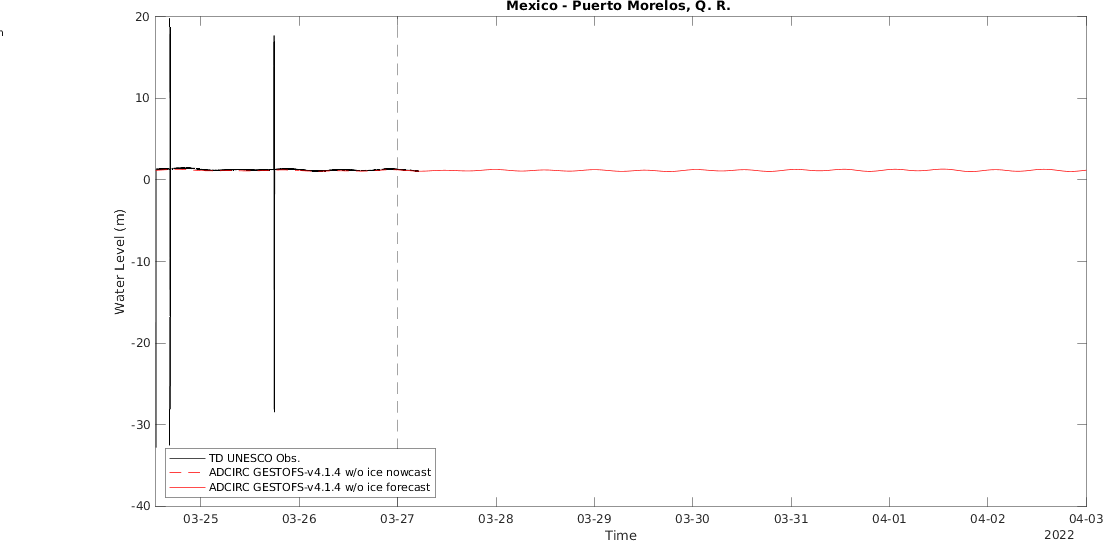 Mexico - Puerto Morelos, Q. R.
20
10
0
-10
-20
-30
-40
Water Level (m)
TD UNESCO Obs.
ADCIRC GESTOFS-v4.1.4 w/o ice nowcast
ADCIRC GESTOFS-v4.1.4 w/o ice forecast
03-25 03-26 03-27 03-28 03-29 03-30 03-31 04-01 04-02 04-03
Time
2022